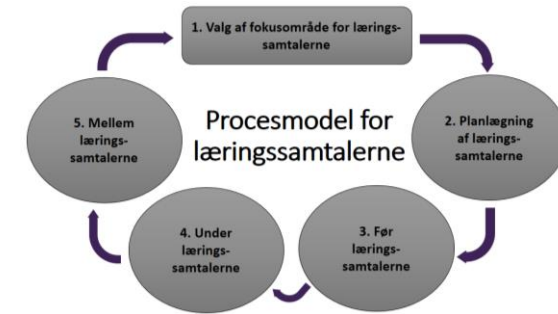 1. Valg af fokusområde for lærings-
samtalerne
2. Planlægning
af lærings-
samtalerne
3. Før
lærings-
samtalerne
4. Under
lærings-
samtalerne
5. Mellem
lærings-
samtalerne
Procesmodel for
læringssamtalerne